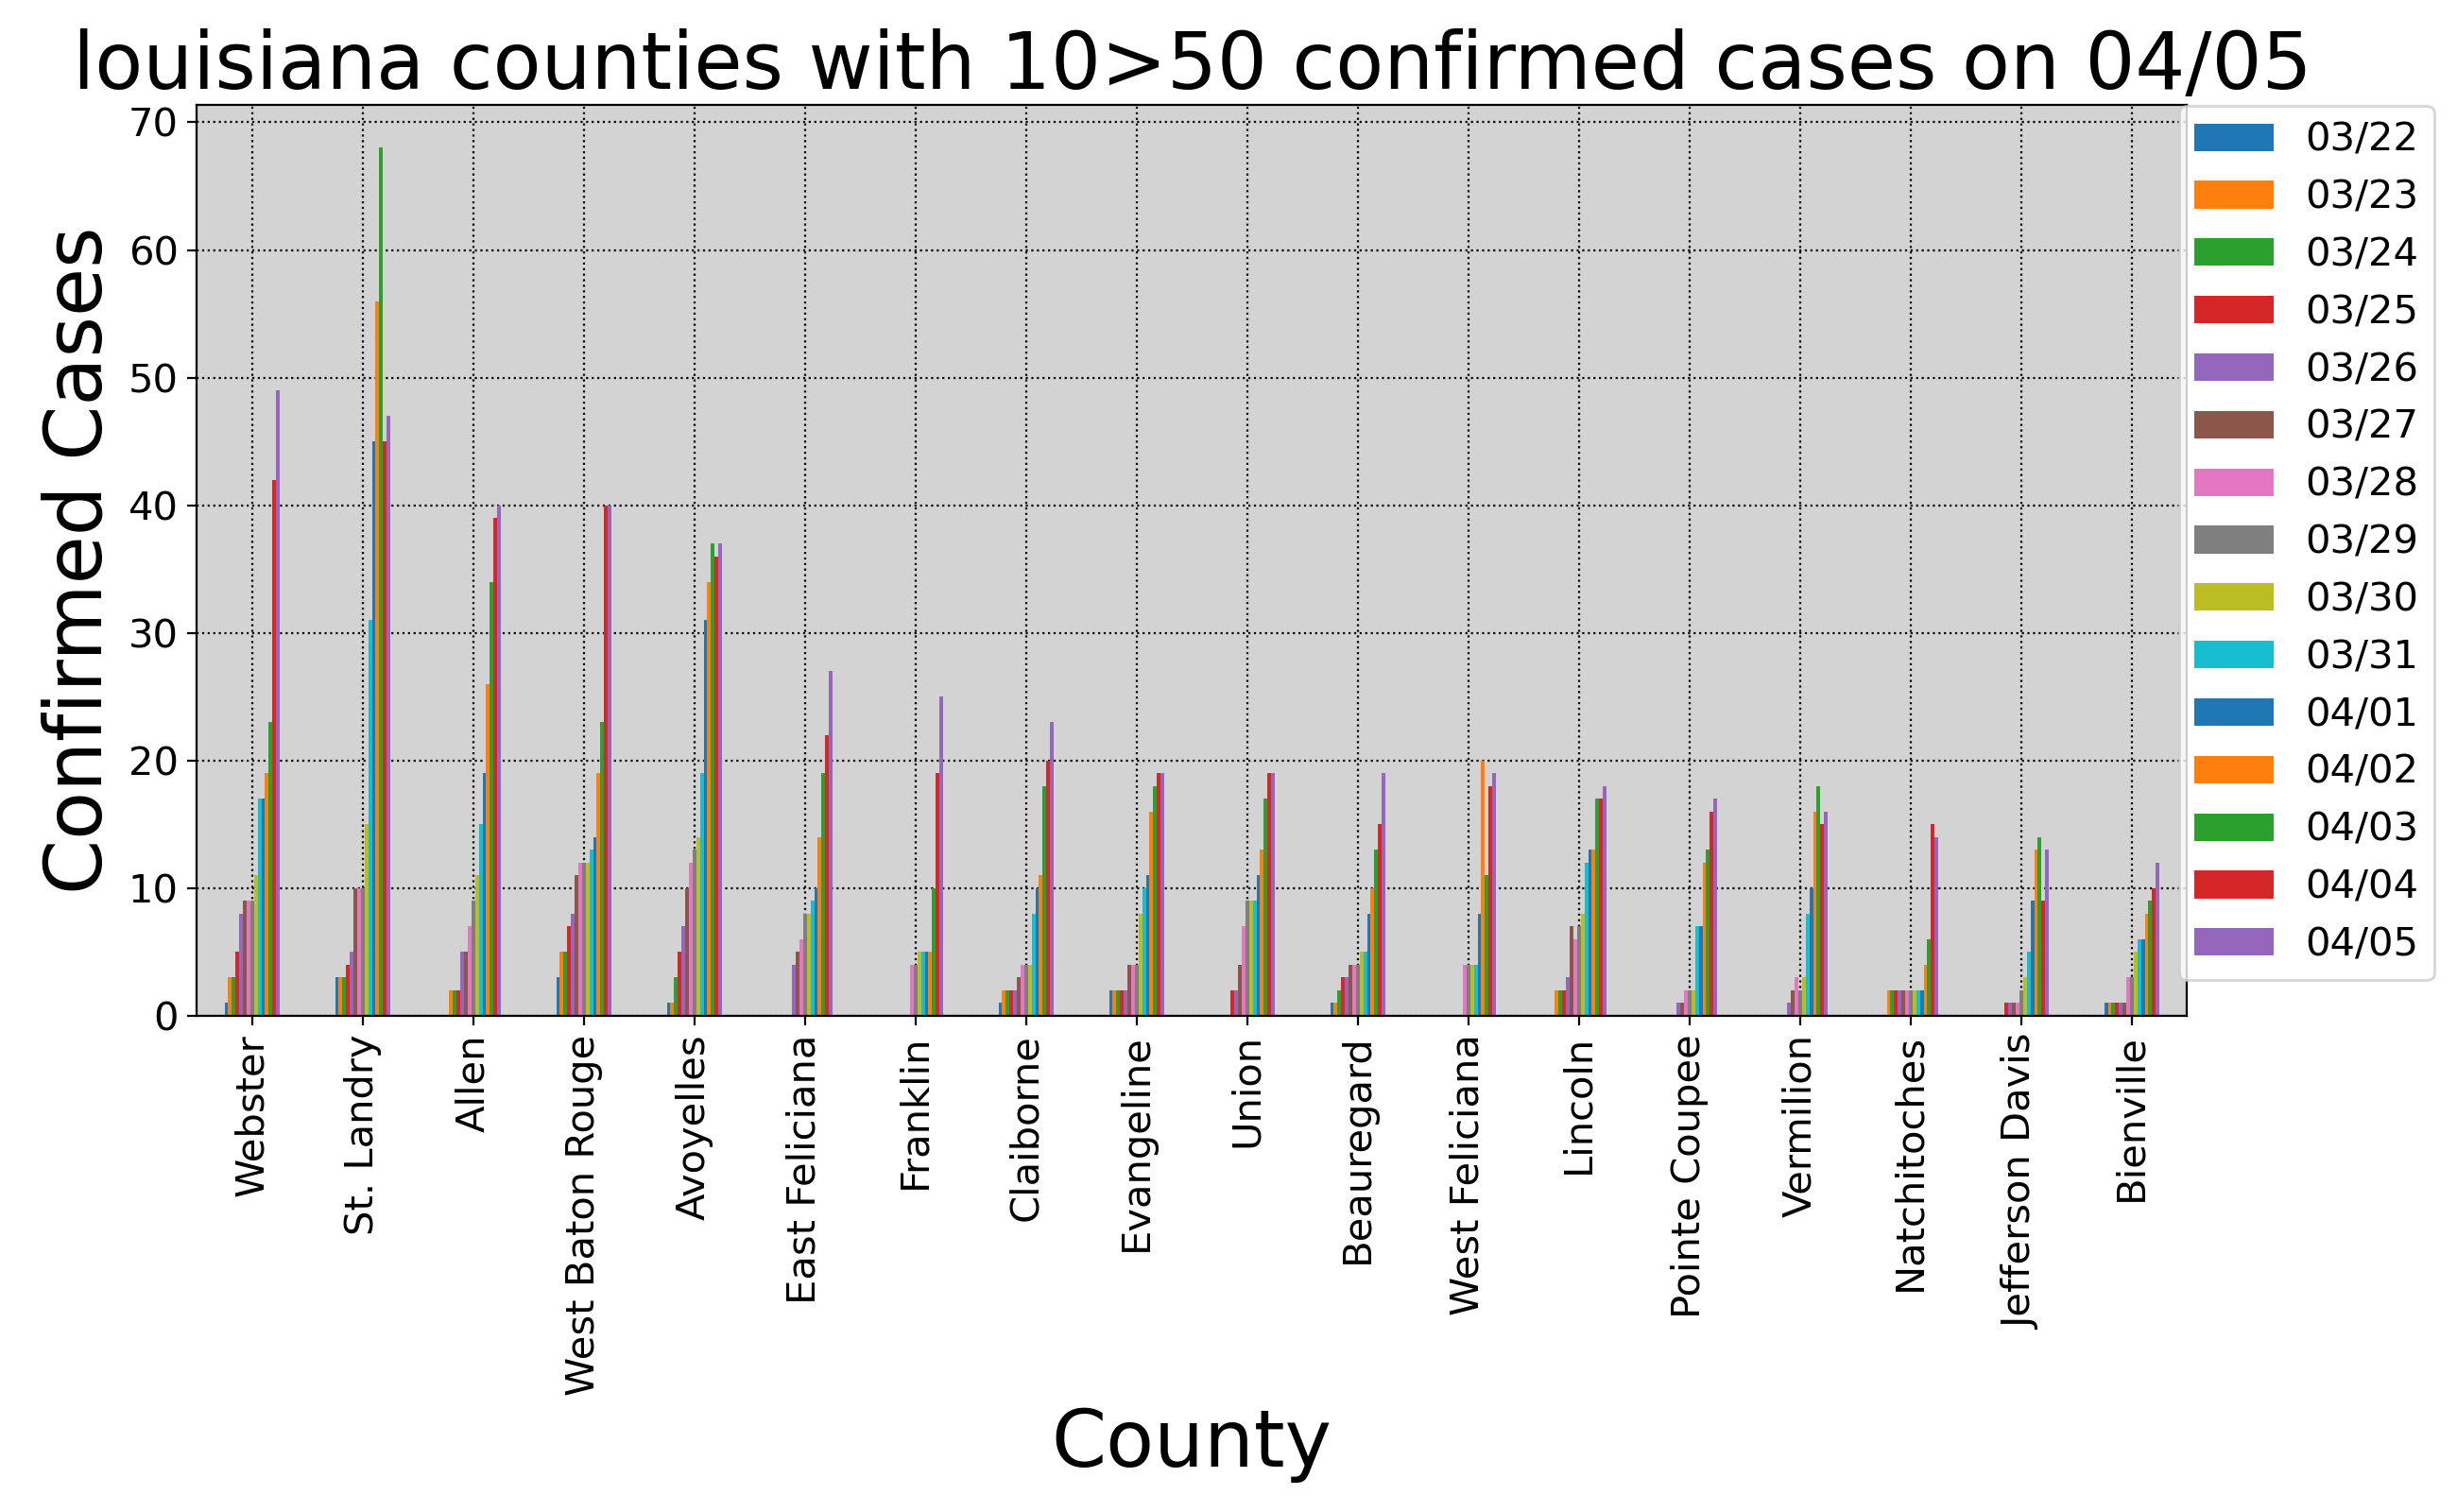 louisiana counties with 10>50 confirmed cases on 04/05
Confirmed Cases
70
60
50
40
30
20
10
0
03/22
03/23
03/24
03/25
03/26
03/27
03/28
03/29
03/30
03/31
04/01
04/02
04/03
04/04
04/05
Webster
St. Landry
Allen
West Baton Rouge
Avoyelles
East Feliciana
Franklin
Claiborne
Evangeline
Union
Beauregard
West Feliciana
Lincoln
Pointe Coupee
Vermilion
Natchitoches
Jefferson Davis
Bienville
County